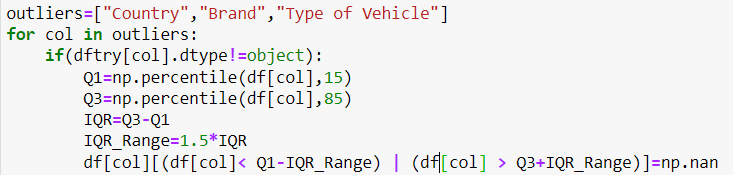 outliers=["Country","Brand","Type of Vehicle"]
for col in outliers:
    if(dftry[col].dtype!=object):
        Q1=np.percentile(df[col],15)
        Q3=np.percentile(df[col],85)
        IQR=Q3-Q1
        IQR_Range=1.5*IQR
        df[col][(df[col]< Q1-IQR_Range) | (df[col] > Q3+IQR_Range)]=np.nan